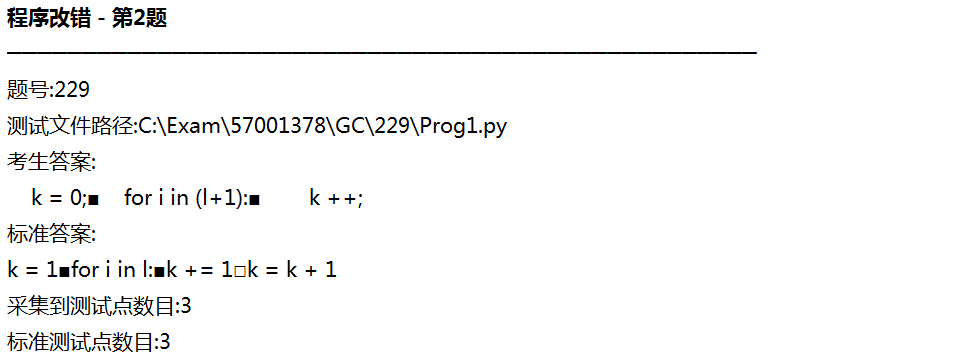 程序改错 - 第2题
————————————————————————————————————————————————
题号:229
测试文件路径:C:\Exam\57001378\GC\229\Prog1.py
考生答案:
k = 0;■    for i in (l+1):■        k ++;
标准答案:
k = 1■for i in l:■k += 1□k = k + 1
采集到测试点数目:3
标准测试点数目:3